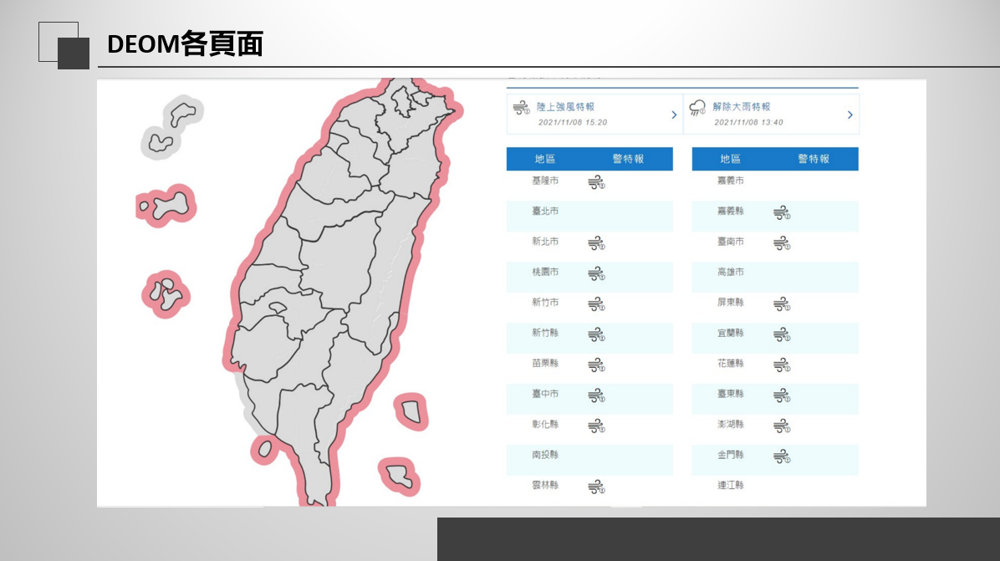 DEOM各頁面
陸上強風特報
2021/11/08 15:20
解除大雨特報
2021/11/08 13:40
地區 警特報
基隆市
臺北市
新北市
桃園市
新竹市
新竹縣
苗栗縣
臺中市
彰化縣
南投縣
雲林縣
地區 警特報
嘉義市
嘉義縣
臺南市
高雄市
屏東縣
宜蘭縣
花蓮縣
臺東縣
澎湖縣
金門縣
連江縣